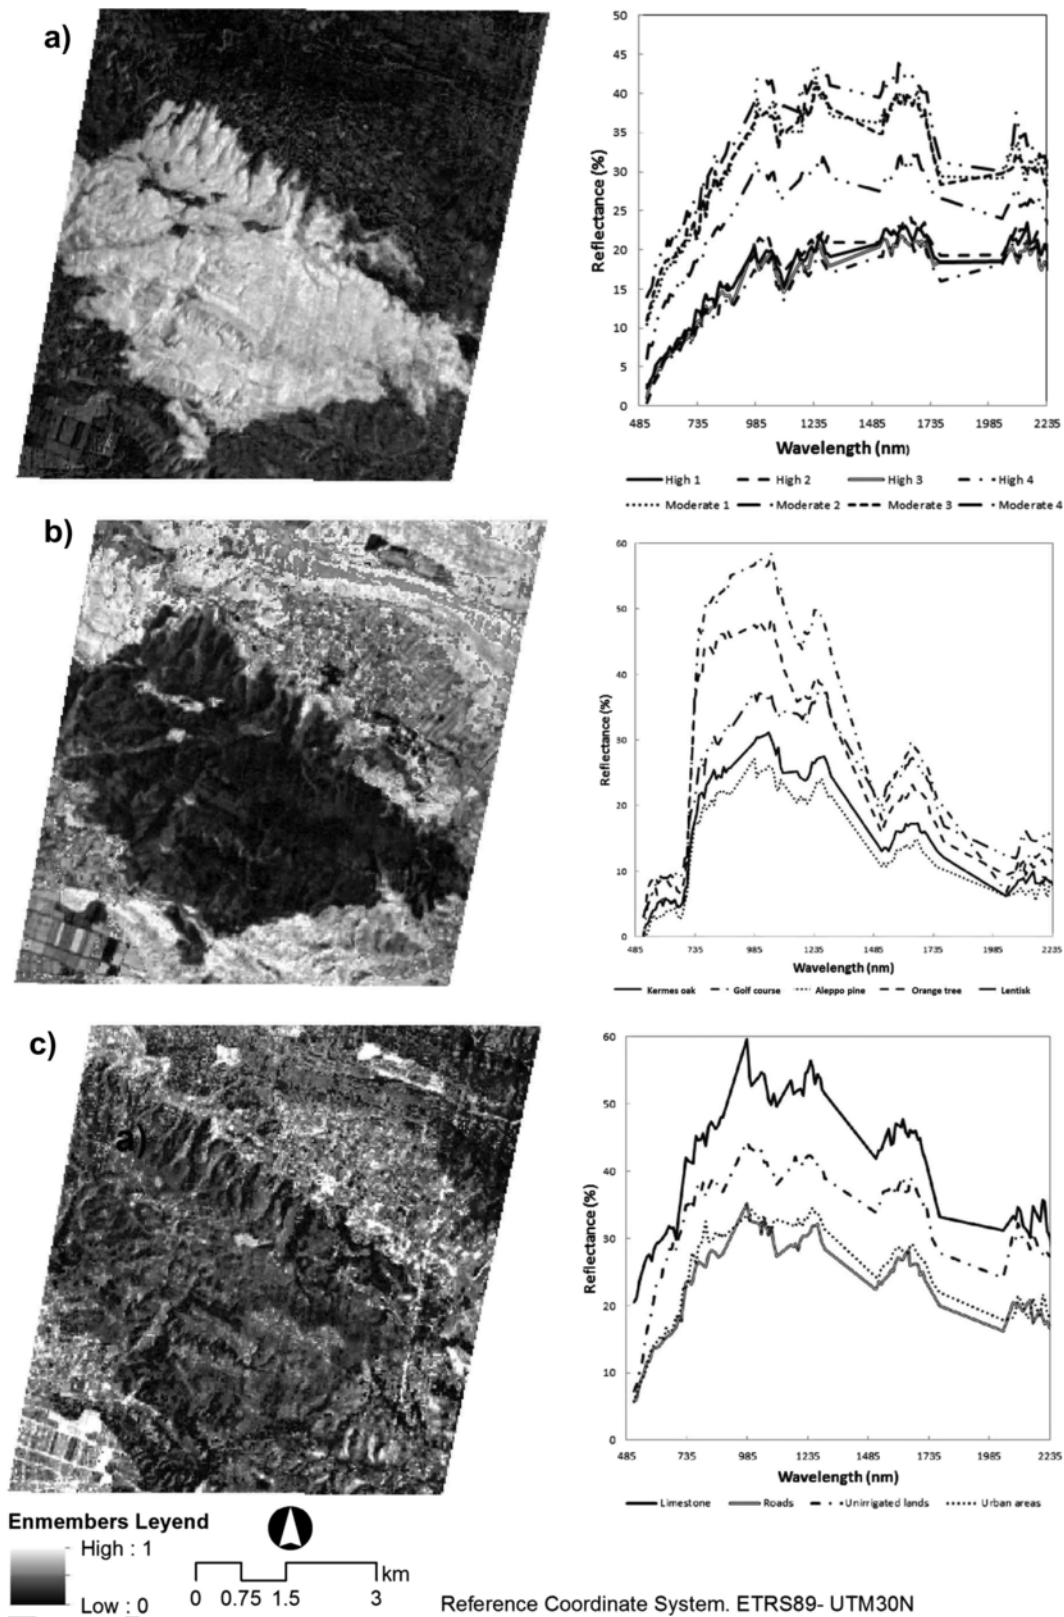 a)
50
45
40
35
30
25
20
15
10
5
0
Reflectance (%)
485 735 985 1235 1485 1735 1985 2235
Wavelength (nm)
High 1 High 2 High 3 High 4
Moderate 1 Moderate 2 Moderate 3 Moderate 4
b)
60
50
40
30
20
10
0
Reflectance (%)
485 735 985 1235 1485 1735 1985 2235
Wavelength (nm)
Kermes oak Golf course Aleppo pine Orange tree Lentisk
c)
a)
60
50
40
30
20
10
0
Reflectance (%)
485 735 985 1235 1485 1735 1985 2235
Wavelength (nm)
Limestone Roads Unirrigated lands Urban areas
Enmembers Leyend
High : 1
Low : 0
km
0 0.75 1.5 3
Reference Coordinate System. ETRS89- UTM30N